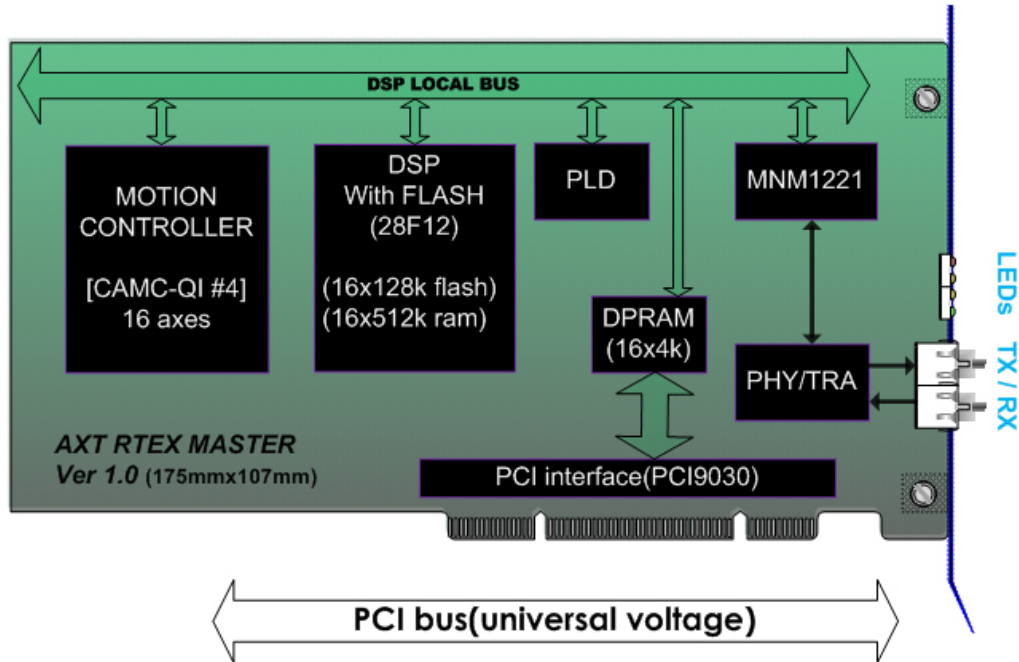 DSP LOCAL BUS
MOTION
CONTROLLER
[CAMC-QI #4]
16 axes
DSP
With FLASH
(28F12)
(16x128k flash)
(16x512k ram)
PLD
MNM1221
DPRAM
(16x4k)
PHY/TRA
LEDs
TX / RX
AXT RTEX MASTER
Ver 1.0 (175mmx107mm)
PCI interface(PCI9030)
PCI bus(universal voltage)